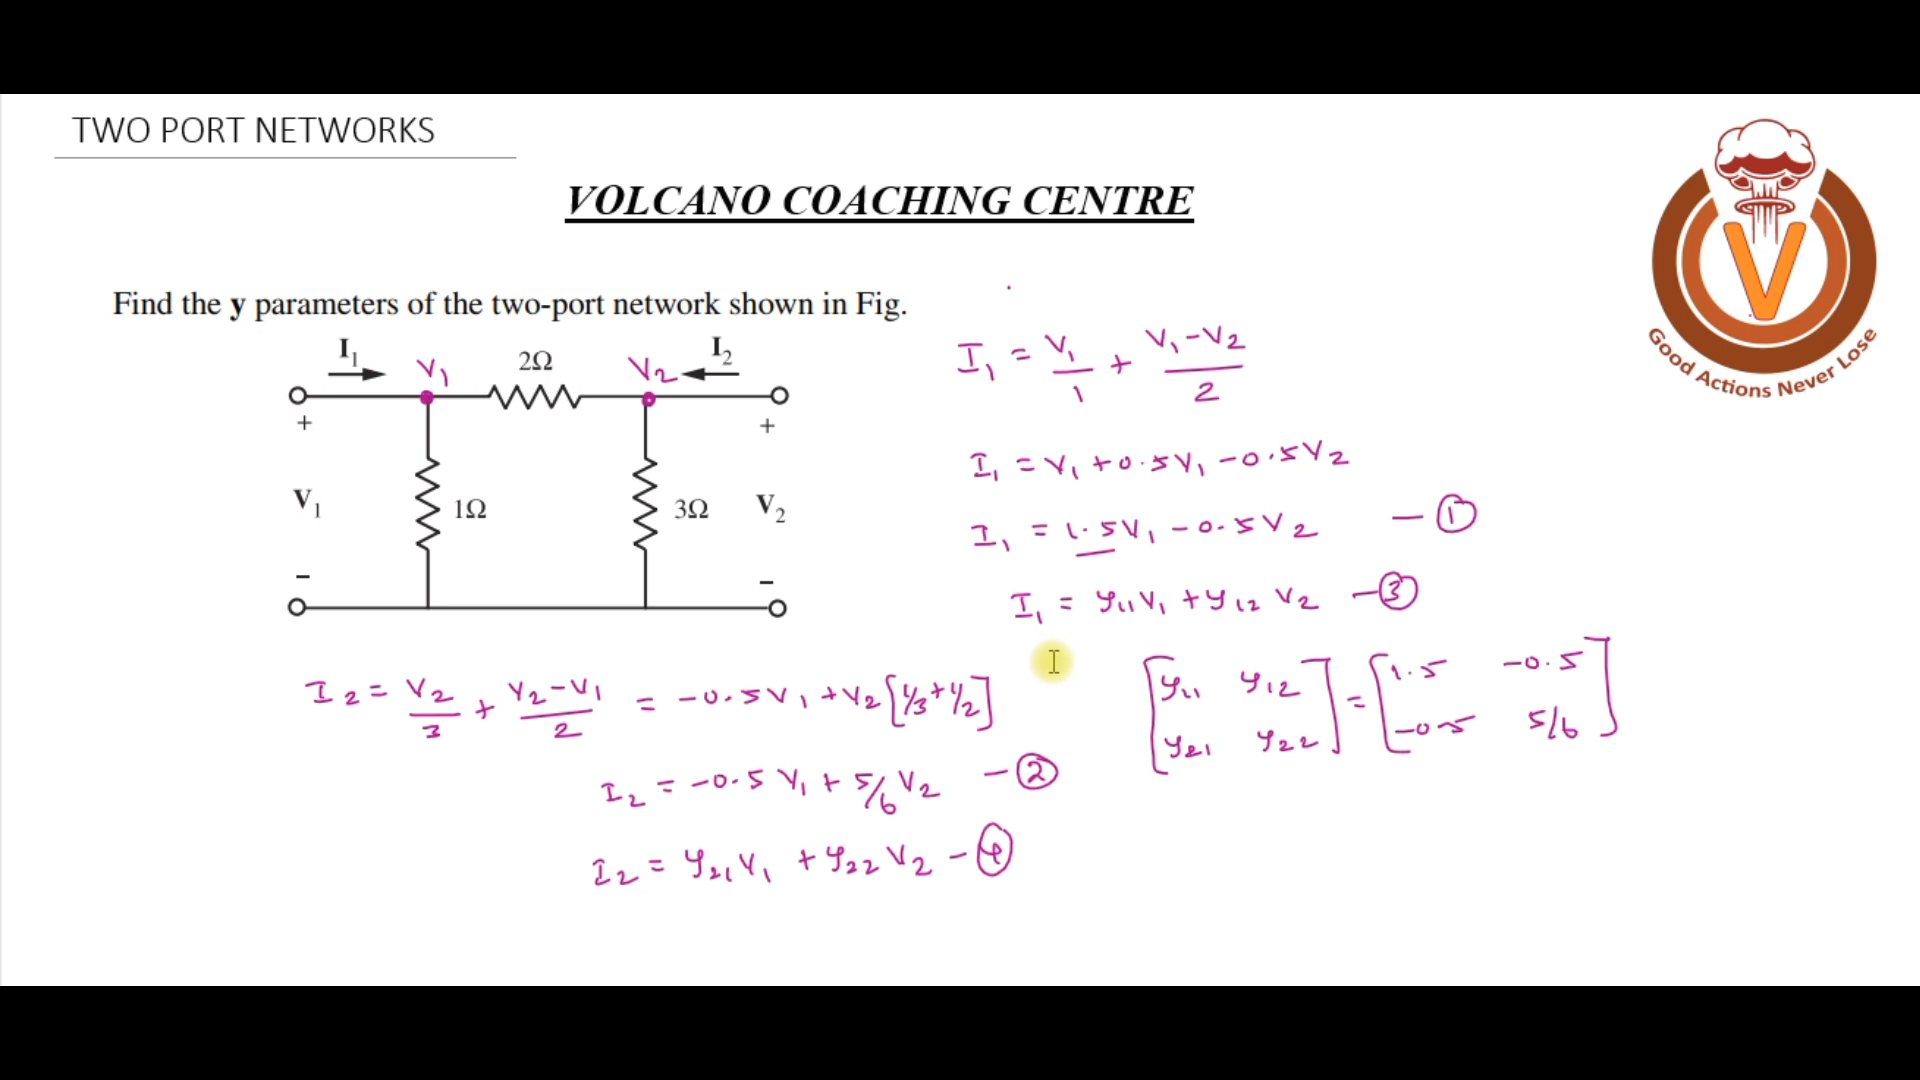 TWO PORT NETWORKS
VOLCANO COACHING CENTRE
Good Actions Never Lose
V
Find the y parameters of the two-port network shown in Fig.
I₁ V₁ 2Ω V₂ I₂
+ +
V₁ 1Ω 3Ω V₂
- -
I₁ = V₁/1 + (V₁-V₂)/2
I₁ = V₁ + 0.5V₁ - 0.5V₂
I₁ = 1.5V₁ - 0.5V₂ - ①
I₁ = y₁₁V₁ + y₁₂V₂ - ③
I₂ = V₂/3 + (V₂-V₁)/2 = -0.5V₁ + V₂[1/3+1/2]
I₂ = -0.5V₁ + 5/6 V₂ - ②
I₂ = y₂₁V₁ + y₂₂V₂ - ④
[y₁₁ y₁₂ = [1.5 -0.5
y₂₁ y₂₂] -0.5 5/6]